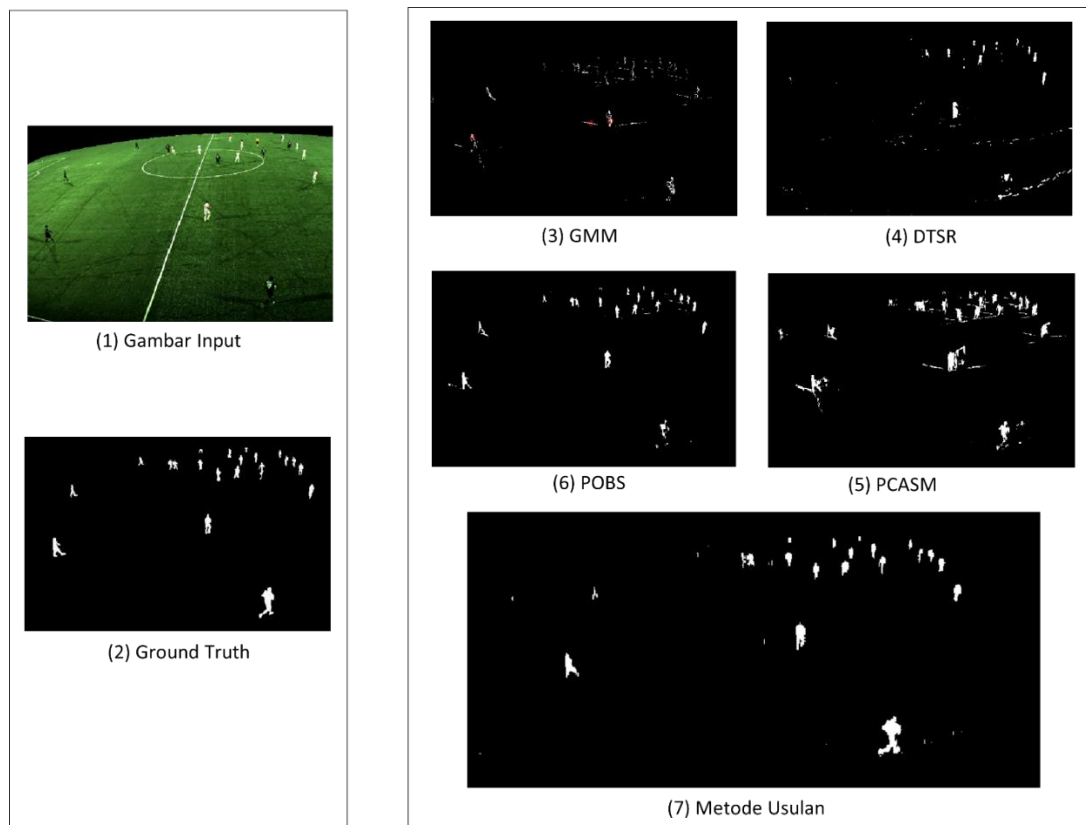 (1) Gambar Input
(2) Ground Truth
(3) GMM
(4) DTSR
(6) POBS
(5) PCASM
(7) Metode Usulan